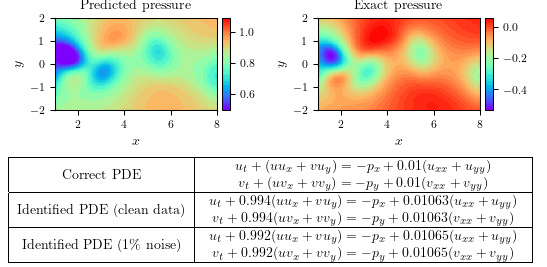 Predicted pressure
Exact pressure
2
1
0
−1
−2
y
2
4
6
8
x
1.0
0.8
0.6
2
1
0
−1
−2
y
2
4
6
8
x
0.0
−0.2
−0.4
Correct PDE
u_t + (uu_x + vu_y) = −p_x + 0.01(u_xx + u_yy)
v_t + (uv_x + vv_y) = −p_y + 0.01(v_xx + v_yy)
Identified PDE (clean data)
u_t + 0.994(uu_x + vu_y) = −p_x + 0.01063(u_xx + u_yy)
v_t + 0.994(uv_x + vv_y) = −p_y + 0.01063(v_xx + v_yy)
Identified PDE (1% noise)
u_t + 0.992(uu_x + vu_y) = −p_x + 0.01065(u_xx + u_yy)
v_t + 0.992(uv_x + vv_y) = −p_y + 0.01065(v_xx + v_yy)